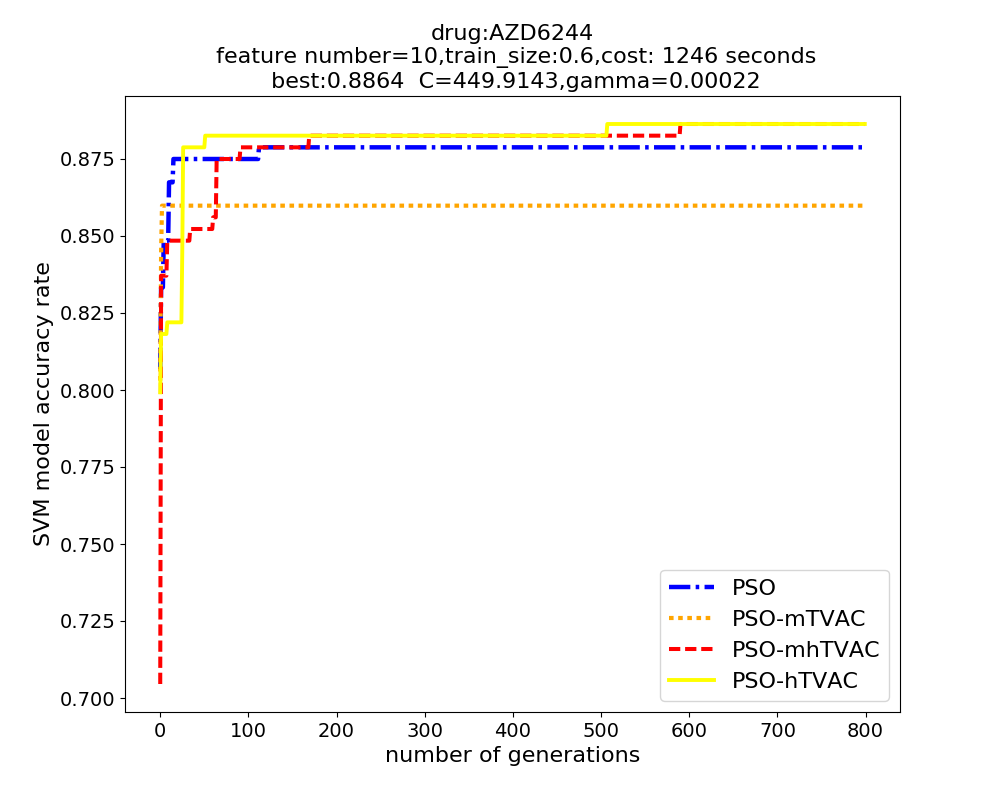 drug:AZD6244
feature number=10,train_size:0.6,cost: 1246 seconds
best:0.8864  C=449.9143,gamma=0.00022
SVM model accuracy rate
0.875
0.850
0.825
0.800
0.775
0.750
0.725
0.700
PSO
PSO-mTVAC
PSO-mhTVAC
PSO-hTVAC
0 100 200 300 400 500 600 700 800
number of generations